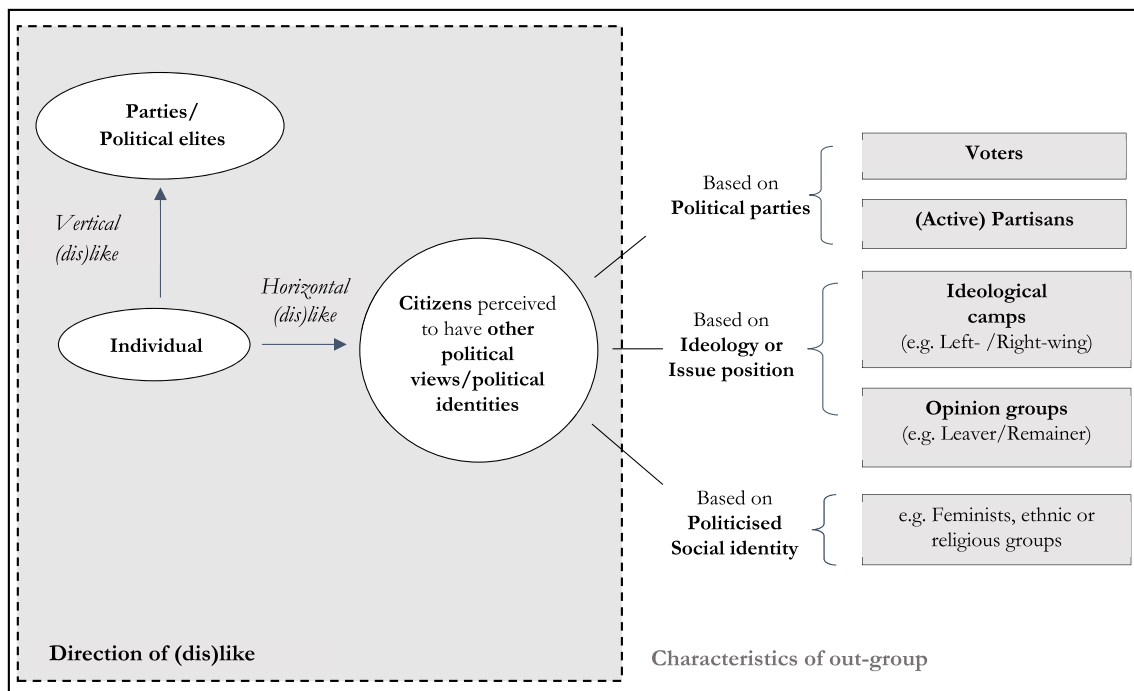 Parties/
Political elites
Vertical
(dis)like
Individual
Horizontal
(dis)like
Citizens perceived
to have other
political
views/political
identities
Direction of (dis)like
Based on
Political parties
Voters
(Active) Partisans
Based on
Ideology or
Issue position
Ideological
camps
(e.g. Left- /Right-wing)
Opinion groups
(e.g. Leaver/Remainer)
Based on
Politicised
Social identity
e.g. Feminists, ethnic or
religious groups
Characteristics of out-group